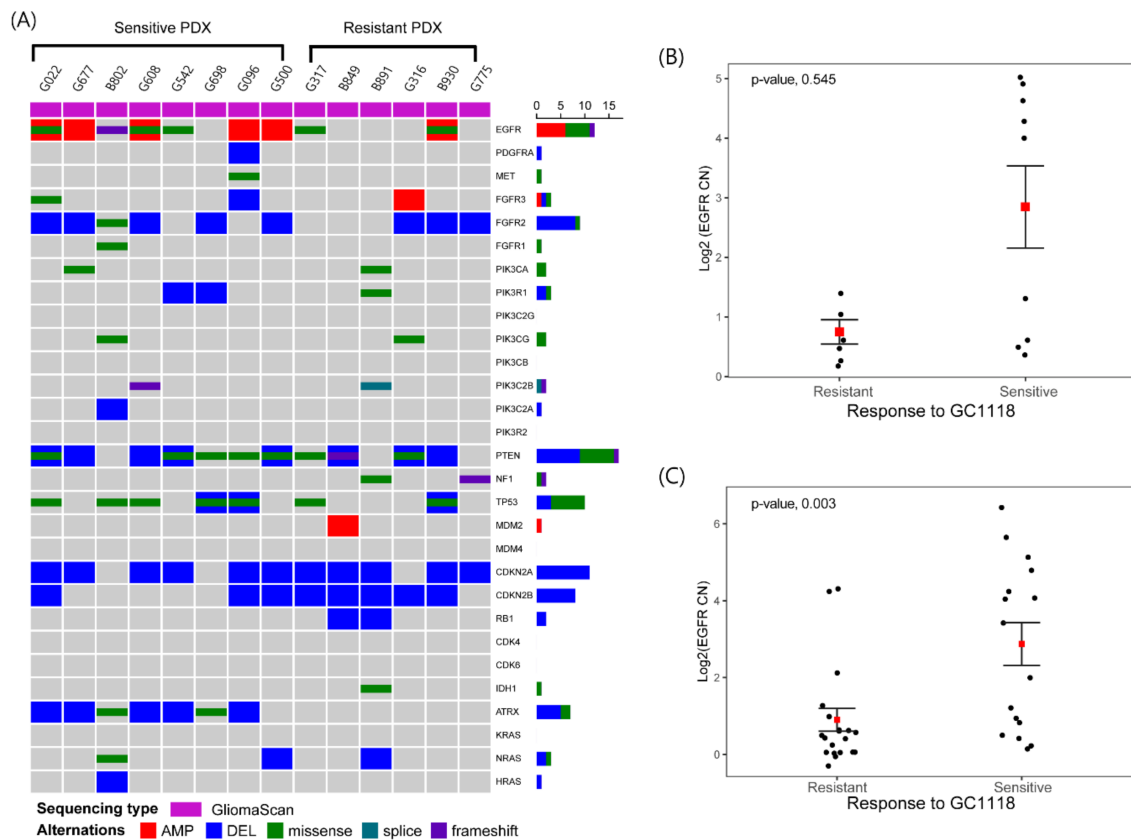 (A)
Sensitive PDX
Resistant PDX
G022 G677 B802 G608 G542 G698 G096 G500 G317 B849 B891 G316 B930 G775
0 5 10 15
EGFR
PDGFRA
MET
FGFR3
FGFR2
FGFR1
PIK3CA
PIK3R1
PIK3C2G
PIK3CG
PIK3CB
PIK3C2B
PIK3C2A
PIK3R2
PTEN
NF1
TP53
MDM2
MDM4
CDKN2A
CDKN2B
RB1
CDK4
CDK6
IDH1
ATRX
KRAS
NRAS
HRAS
Sequencing type GliomaScan
Alternations AMP DEL missense splice frameshift
(B)
p-value, 0.545
Log2 (EGFR CN)
5
4
3
2
1
0
Resistant Sensitive
Response to GC1118
(C)
p-value, 0.003
Log2(EGFR CN)
6
4
2
0
Resistant Sensitive
Response to GC1118